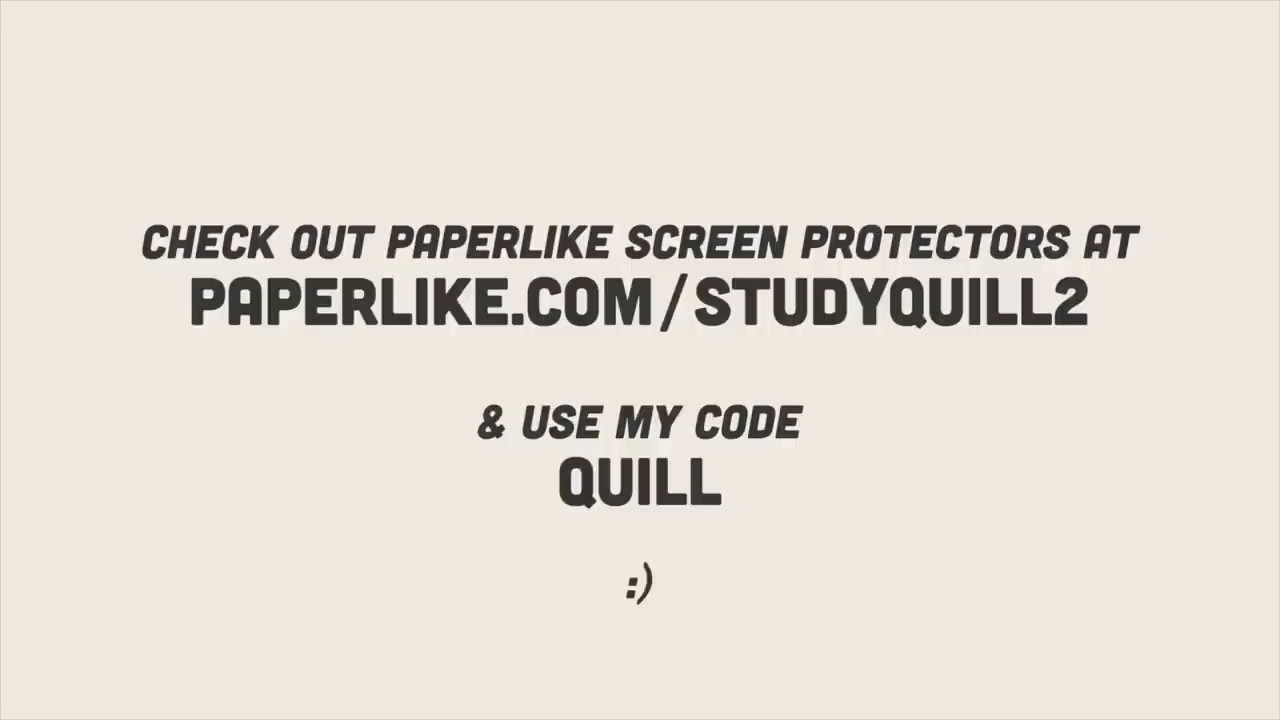 CHECK OUT PAPERLIKE SCREEN PROTECTORS AT
PAPERLIKE.COM/STUDYQUILL2
& USE MY CODE
QUILL
:)